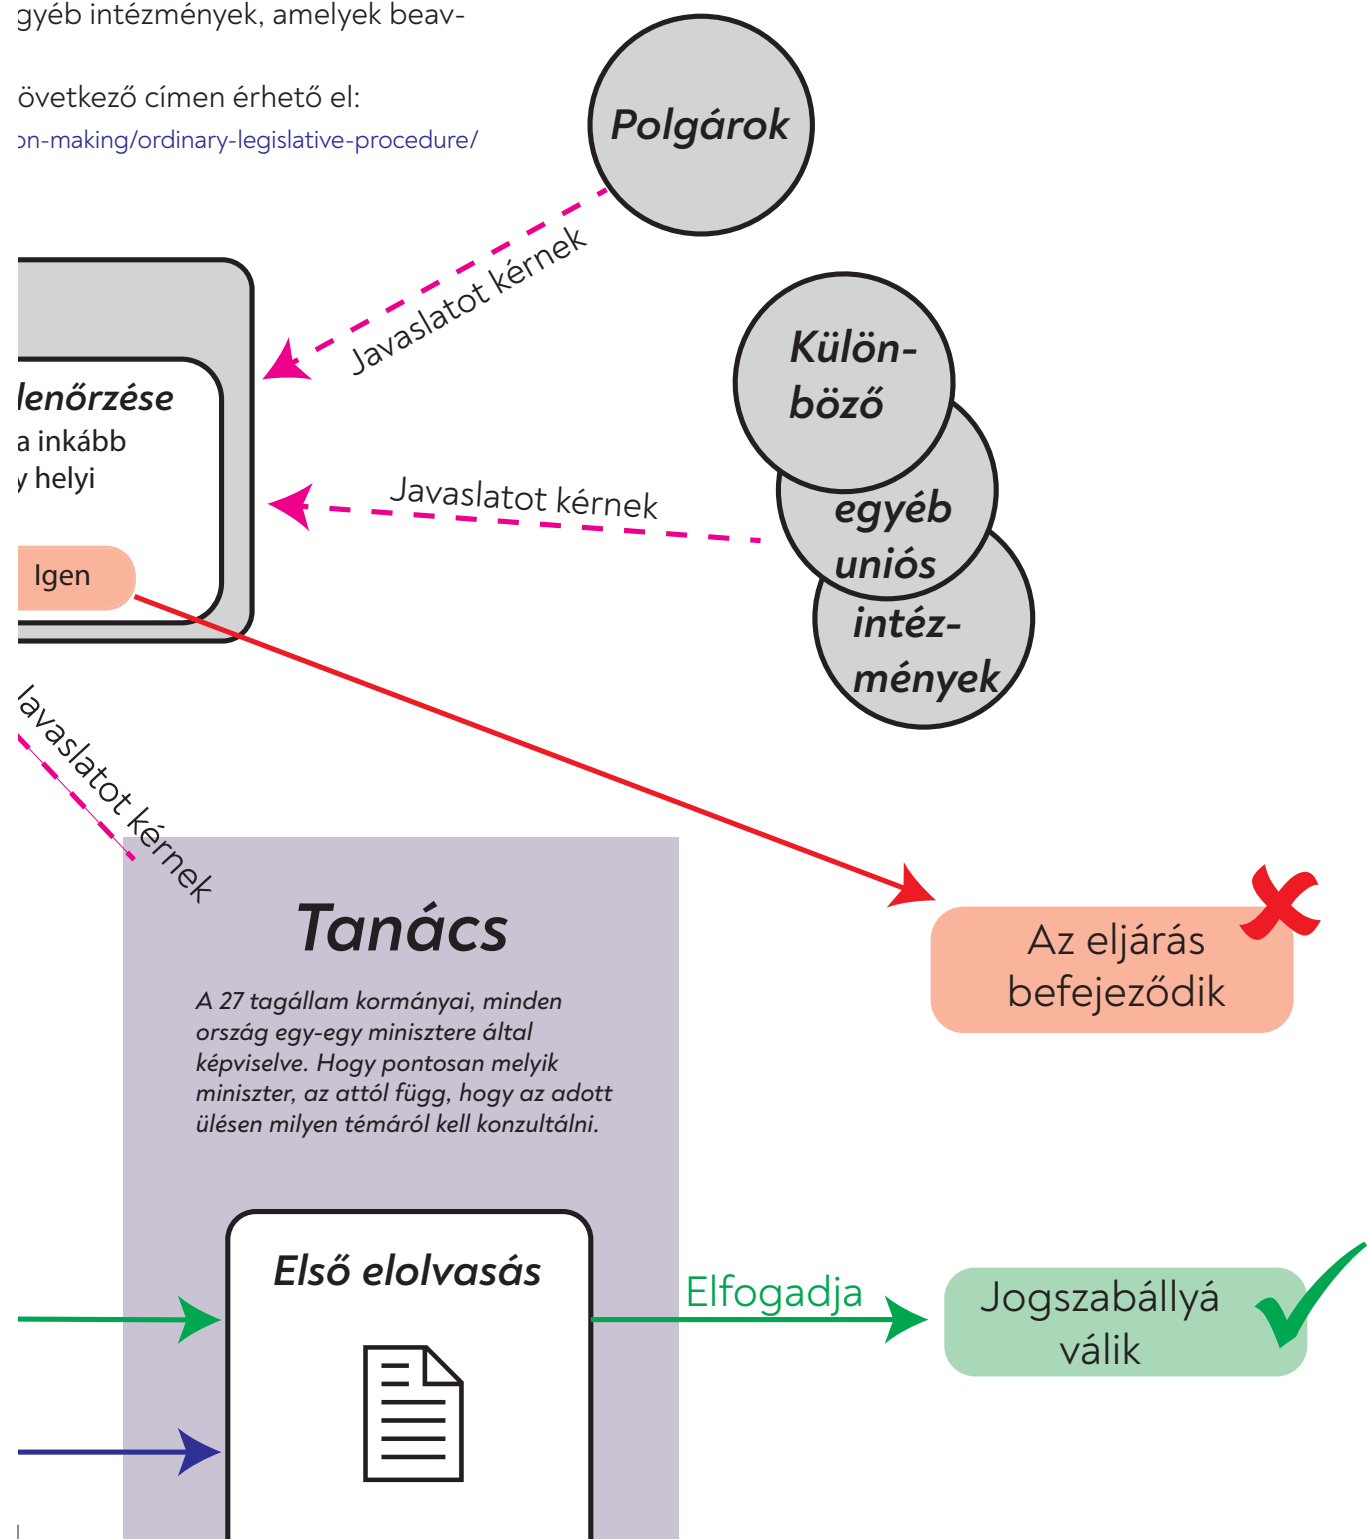 gyéb intézmények, amelyek beav-
övetkező címen érhető el:
on-making/ordinary-legislative-procedure/
Polgárok
Javaslatot kérnek
Külön-
böző
egyéb
uniós
intéz-
mények
Javaslatot kérnek
lenőrzése
a inkább
y helyi
Igen
Javaslatot kérnek
Tanács
A 27 tagállam kormányai, minden
ország egy-egy minisztere által
képviselve. Hogy pontosan melyik
miniszter, az attól függ, hogy az adott
ülésen milyen témáról kell konzultálni.
Az eljárás
befejeződik
Első elolvasás
Elfogadja
Jogszabállyá
válik